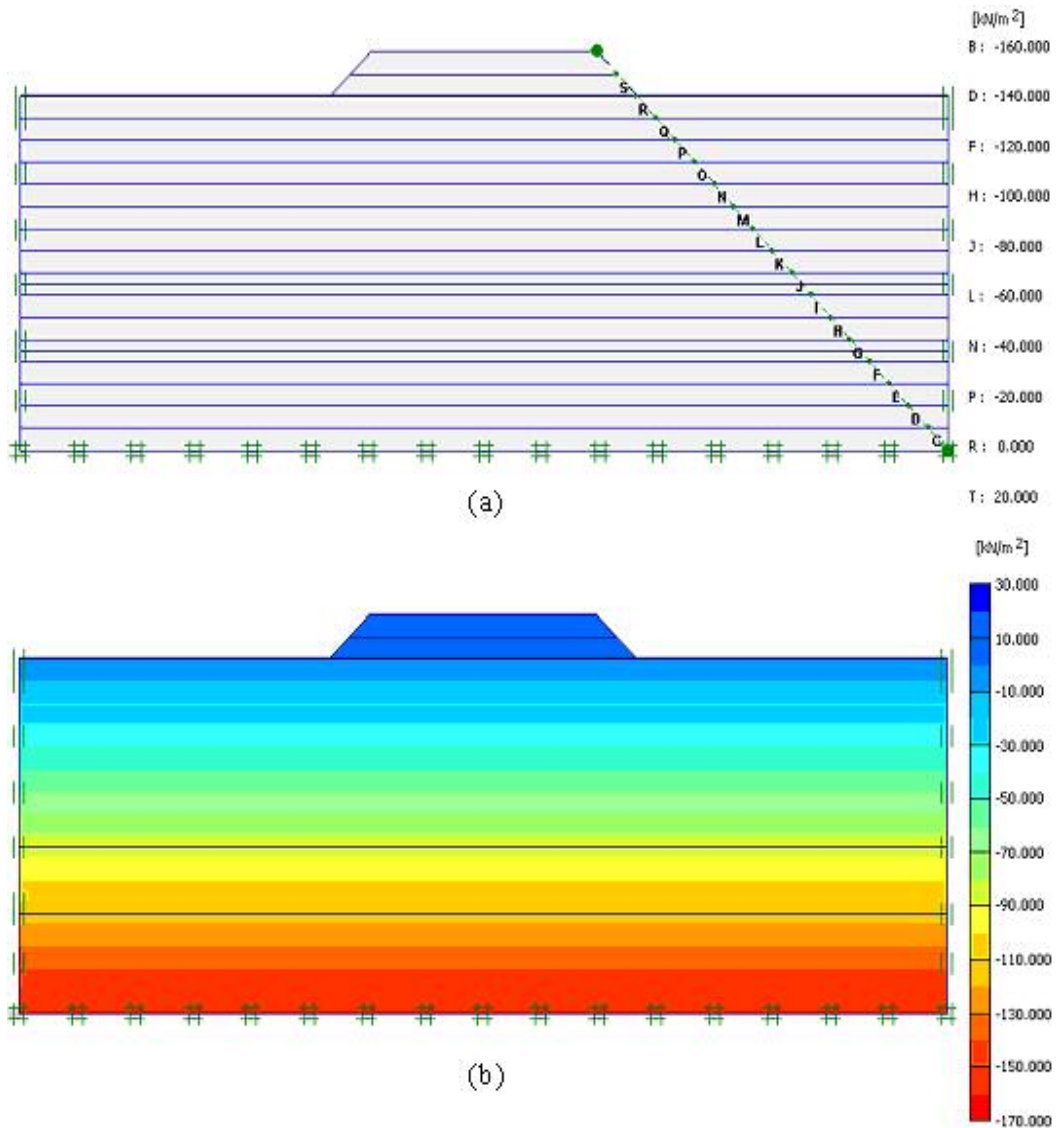 [kN/m²]
B: -160.000
D: -140.000
F: -120.000
H: -100.000
J: -80.000
L: -60.000
N: -40.000
P: -20.000
R: 0.000
T: 20.000
S
R
Q
P
O
N
M
L
K
J
I
H
G
F
E
D
C
(a)
[kN/m²]
30.000
10.000
-10.000
-30.000
-50.000
-70.000
-90.000
-110.000
-130.000
-150.000
-170.000
(b)